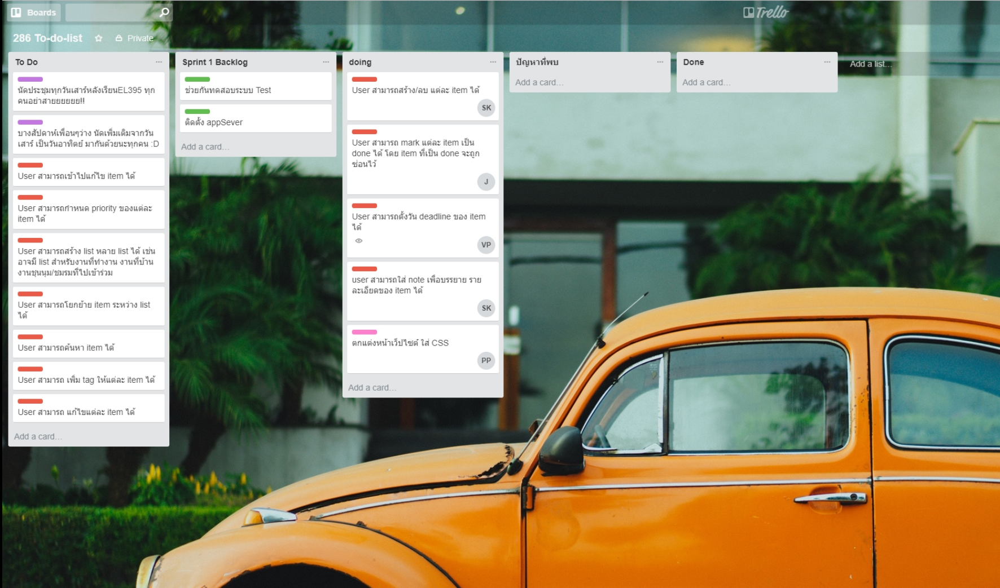 Boards
Trello
286 To-do-list
Private
To Do
นัดประชุมทุกวันเสาร์หลังเรียนEL395 ทุก
คนอย่าสายยยยยย!!
บางสัปดาห์เพื่อนๆว่าง นัดเพิ่มเติมจากวัน
เสาร์ เป็นวันอาทิตย์ มากันด้วยนะทุกคน :D
User สามารถเข้าไปแก้ไข item ได้
User สามารถกำหนด priority ของแต่ละ
item ได้
User สามารถสร้าง list หลาย list ได้ เช่น
อาจมี list สำหรับงานที่ทำงาน งานที่บ้าน
งานชุนนุม/ชมรมที่ไปเข้าร่วม
User สามารถโยกย้าย item ระหว่าง list
ได้
User สามารถค้นหา item ได้
User สามารถ เพิ่ม tag ให้แต่ละ item ได้
User สามารถ แก้ไขแต่ละ item ได้
Add a card...
Sprint 1 Backlog
ช่วยกันทดสอบระบบ Test
ติดตั้ง appSever
Add a card...
doing
User สามารถสร้าง/ลบ แต่ละ item ได้
SK
User สามารถ mark แต่ละ item เป็น
done ได้ โดย item ที่เป็น done จะถูก
ซ่อนไว้
J
User สามารถตั้งวัน deadline ของ item
ได้
VP
user สามารถใส่ note เพื่อบรรยาย ราย
ละเอียดของ item ได้
SK
ตกแต่งหน้าเว็ปไซต์ ใส่ CSS
PP
Add a card...
ปัญหาที่พบ
Add a card...
Done
Add a card...
Add a list...